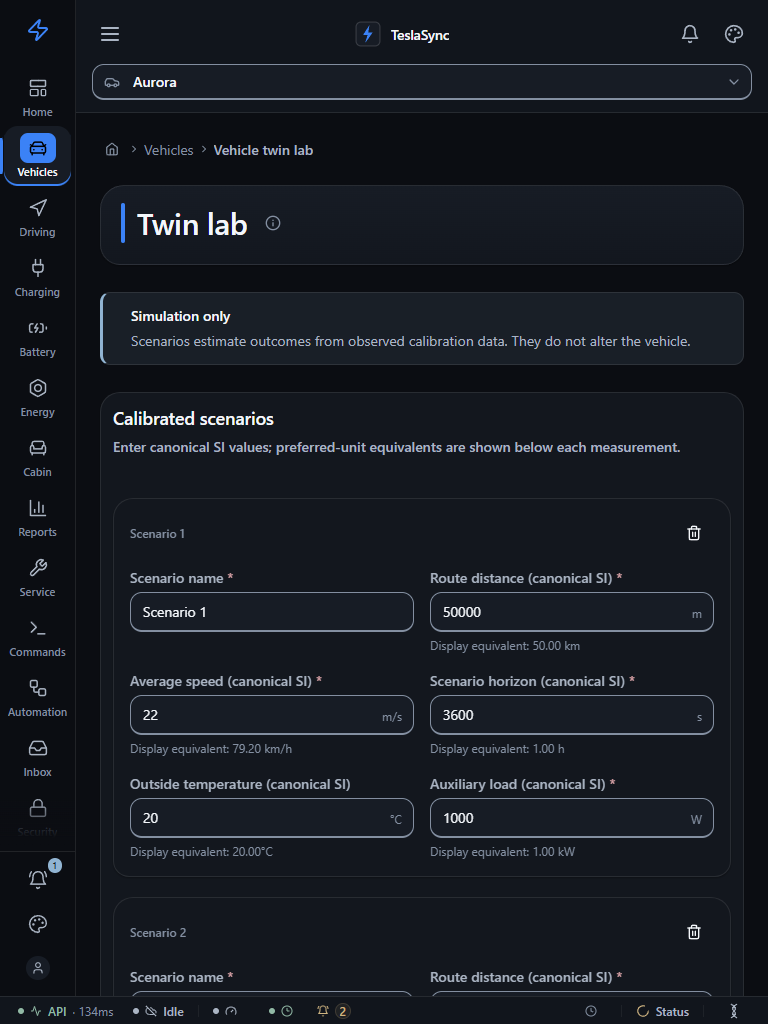 TeslaSync
Aurora
Home
Vehicles
Driving
Charging
Battery
Energy
Cabin
Reports
Service
Commands
Automation
Inbox
Security
1
Vehicles
Vehicle twin lab
Twin lab
Simulation only
Scenarios estimate outcomes from observed calibration data. They do not alter the vehicle.
Calibrated scenarios
Enter canonical SI values; preferred-unit equivalents are shown below each measurement.
Scenario 1
Scenario name *
Scenario 1
Route distance (canonical SI) *
50000 m
Display equivalent: 50.00 km
Average speed (canonical SI) *
22 m/s
Display equivalent: 79.20 km/h
Scenario horizon (canonical SI) *
3600 s
Display equivalent: 1.00 h
Outside temperature (canonical SI)
20 °C
Display equivalent: 20.00°C
Auxiliary load (canonical SI) *
1000 W
Display equivalent: 1.00 kW
Scenario 2
Scenario name *
Route distance (canonical SI) *
API · 134ms
Idle
2
Status